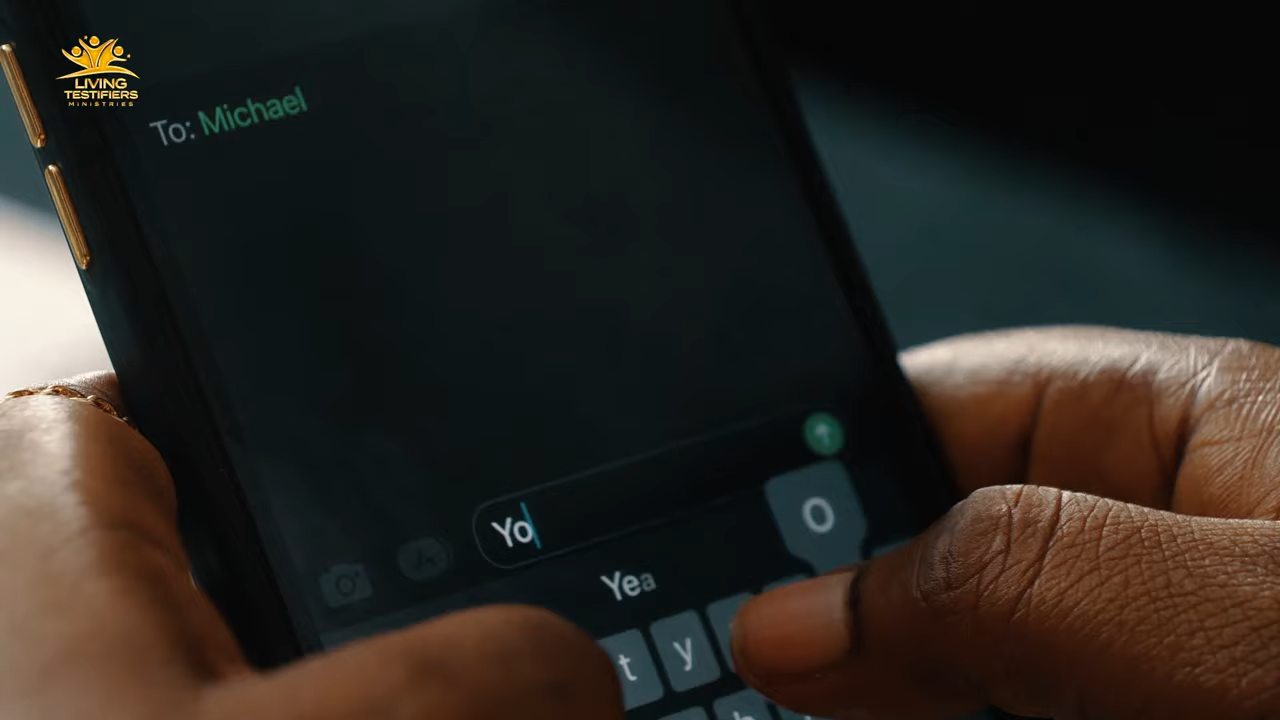 LIVING
TESTIFIERS
MINISTRIES
To: Michael
Yo
O
Yea
t y